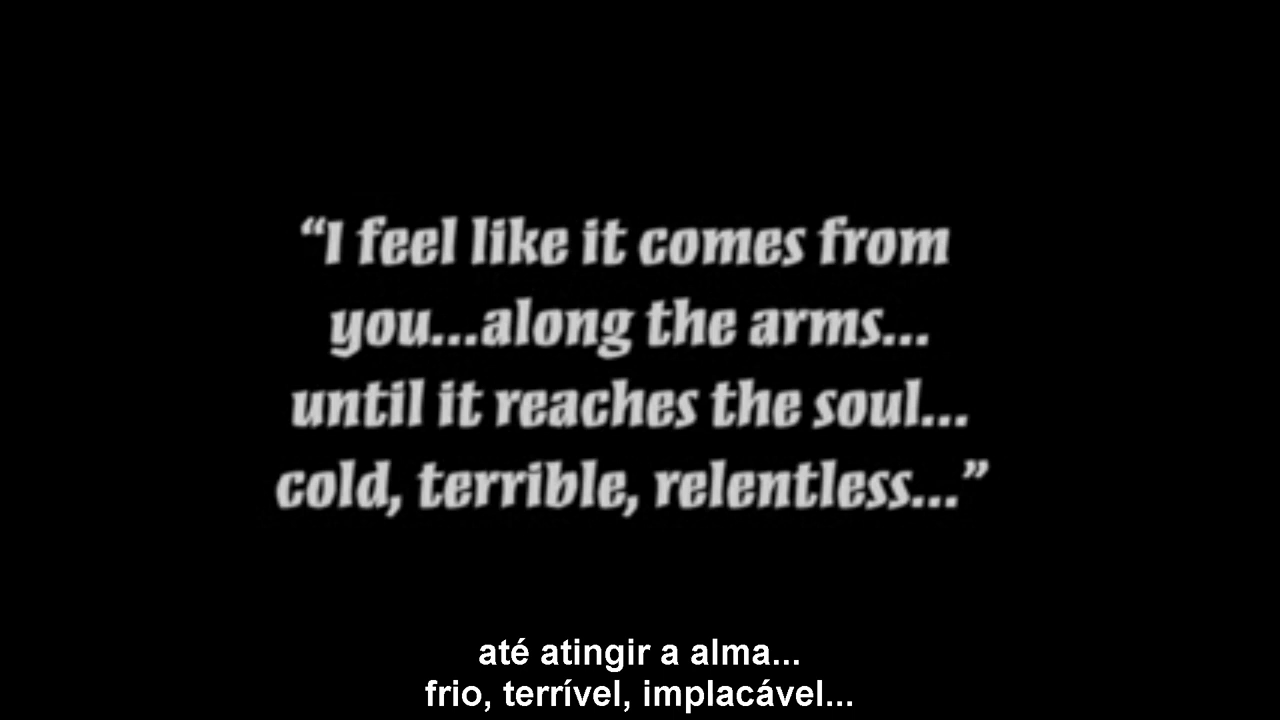 “I feel like it comes from
you...along the arms...
until it reaches the soul...
cold, terrible, relentless...”
até atingir a alma...
frio, terrível, implacável...